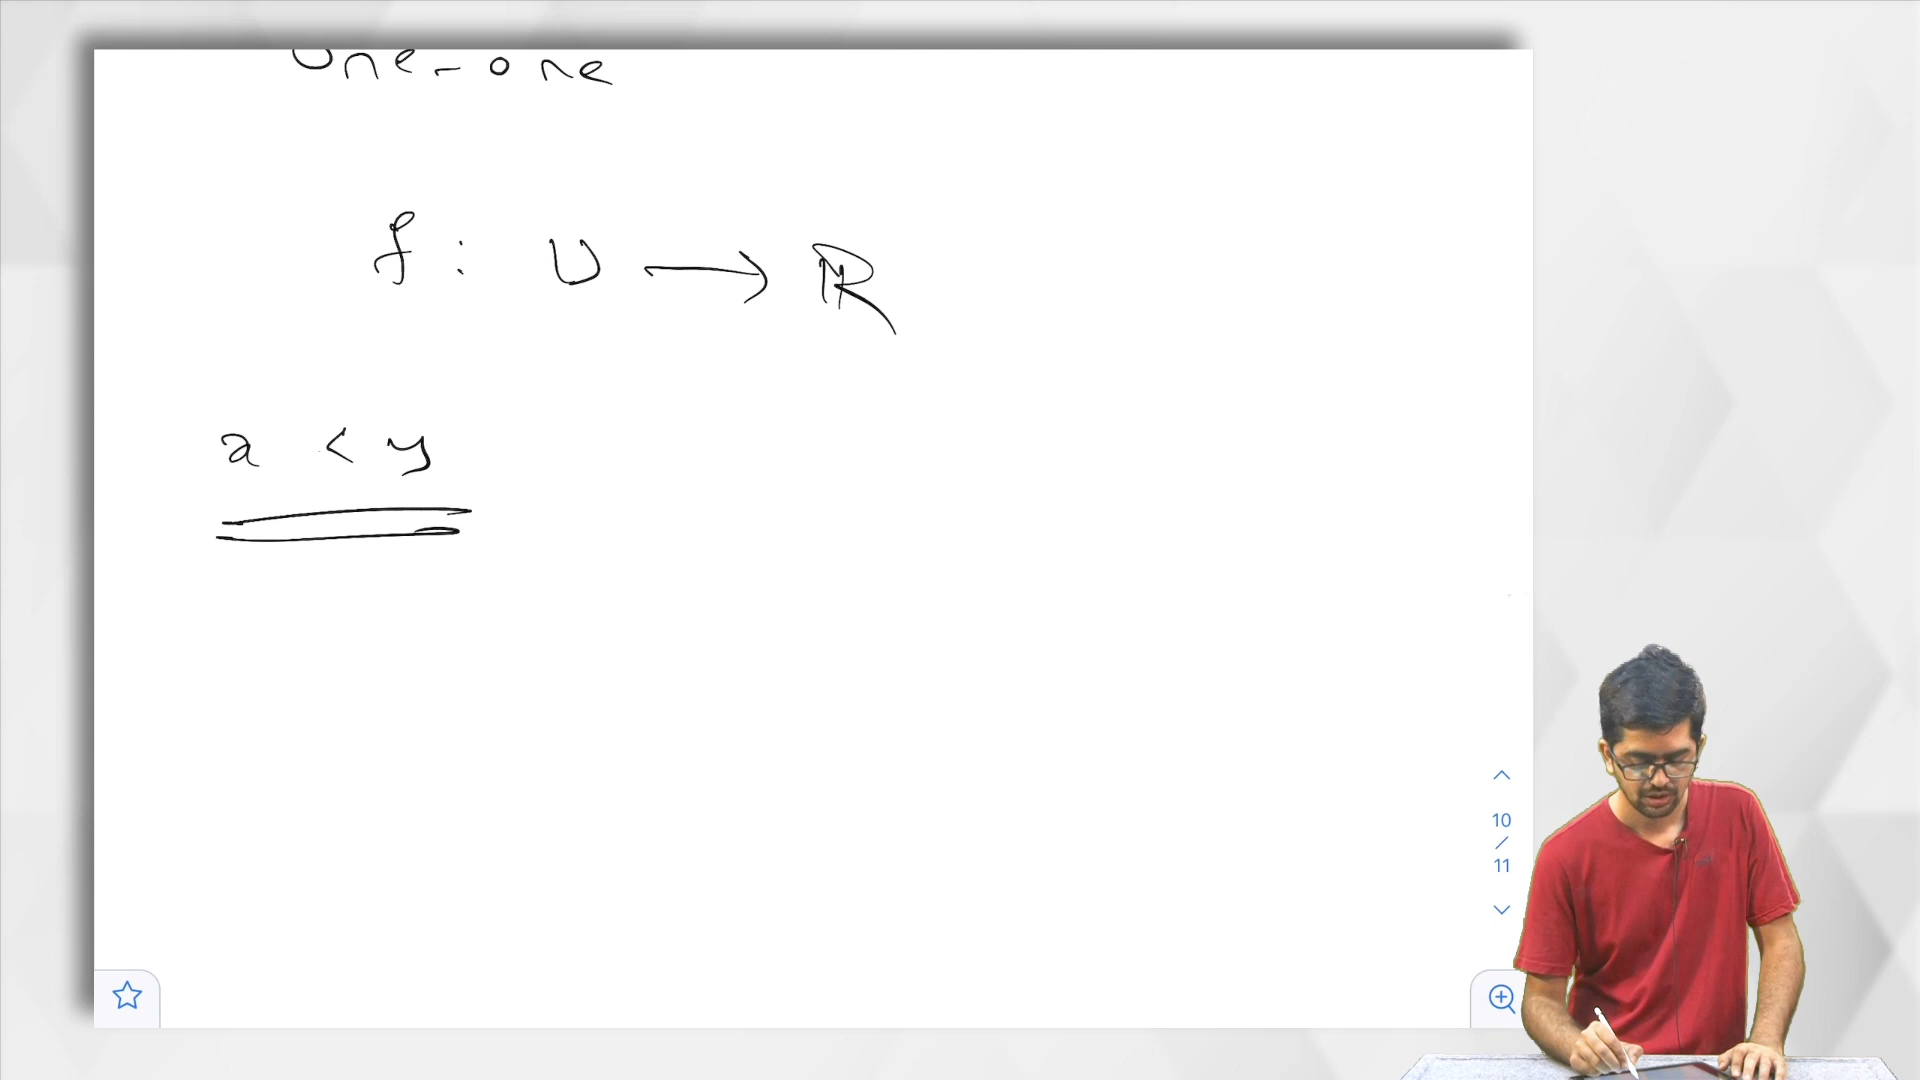 One-one
f : U → ℝ
x < y
10
/
11